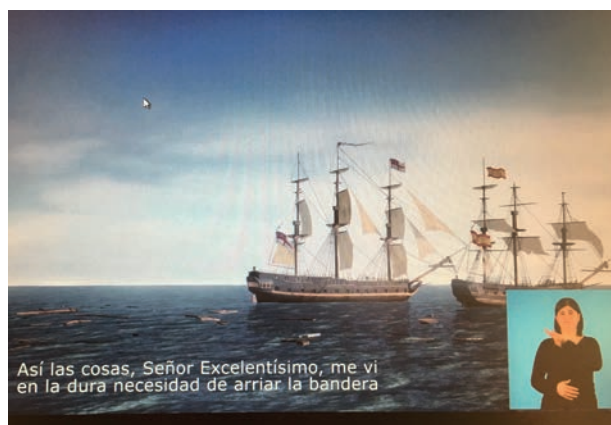 Así las cosas, Señor Excelentísimo, me vi
en la dura necesidad de arriar la bandera